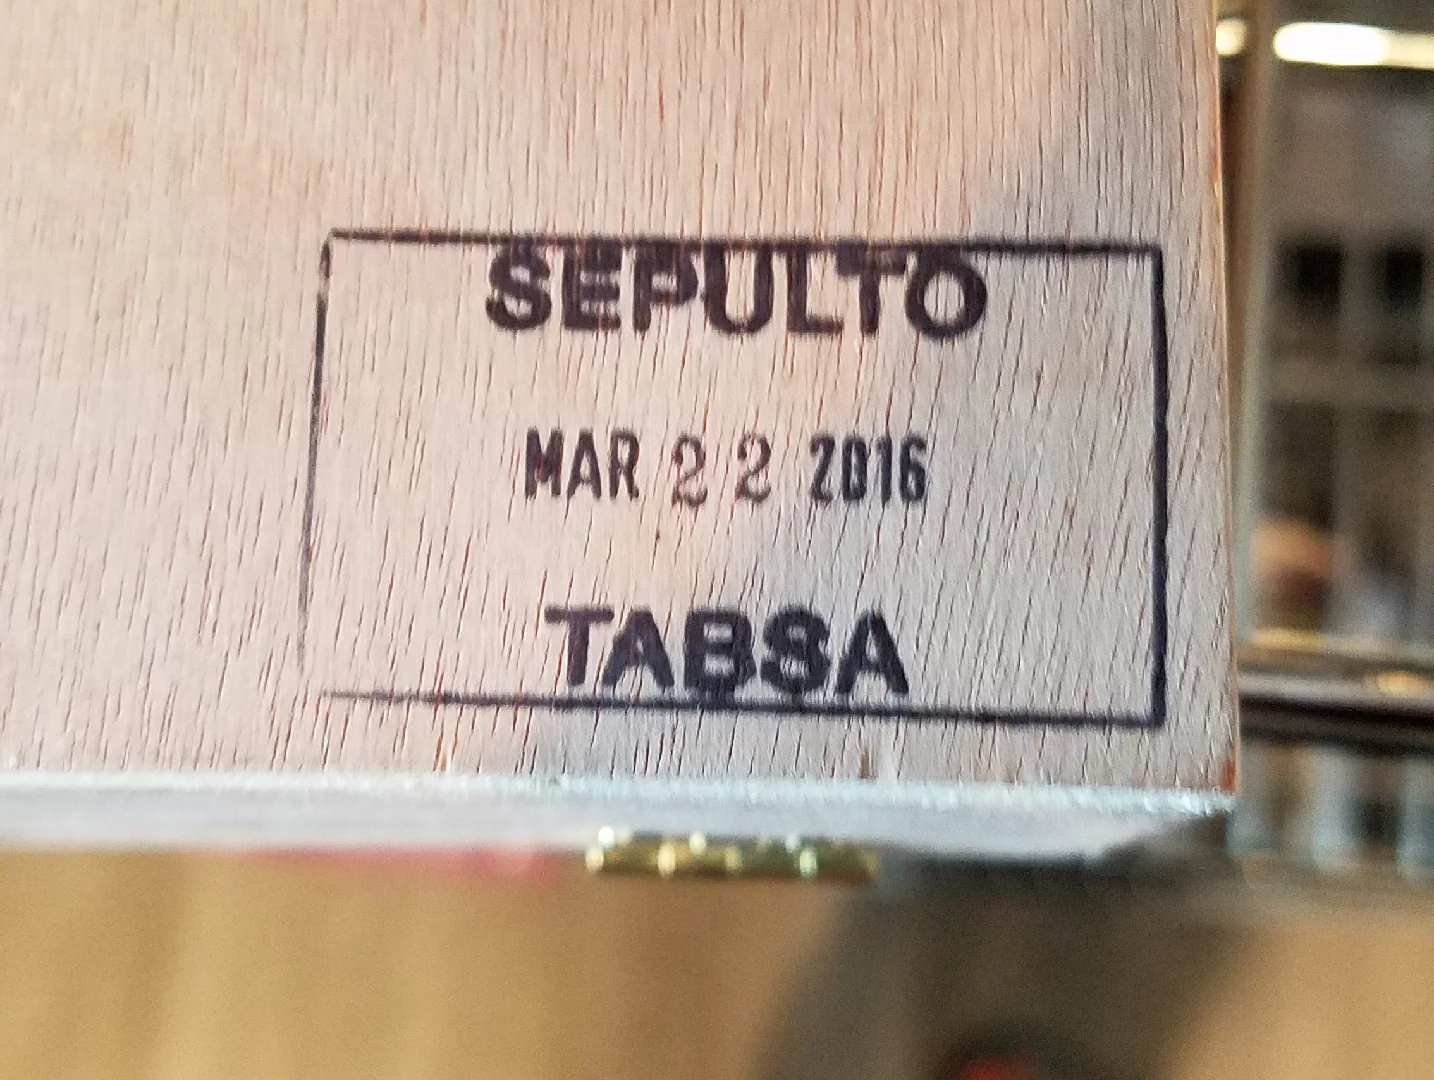 SEPULTO
MAR 22 2016
TABSA